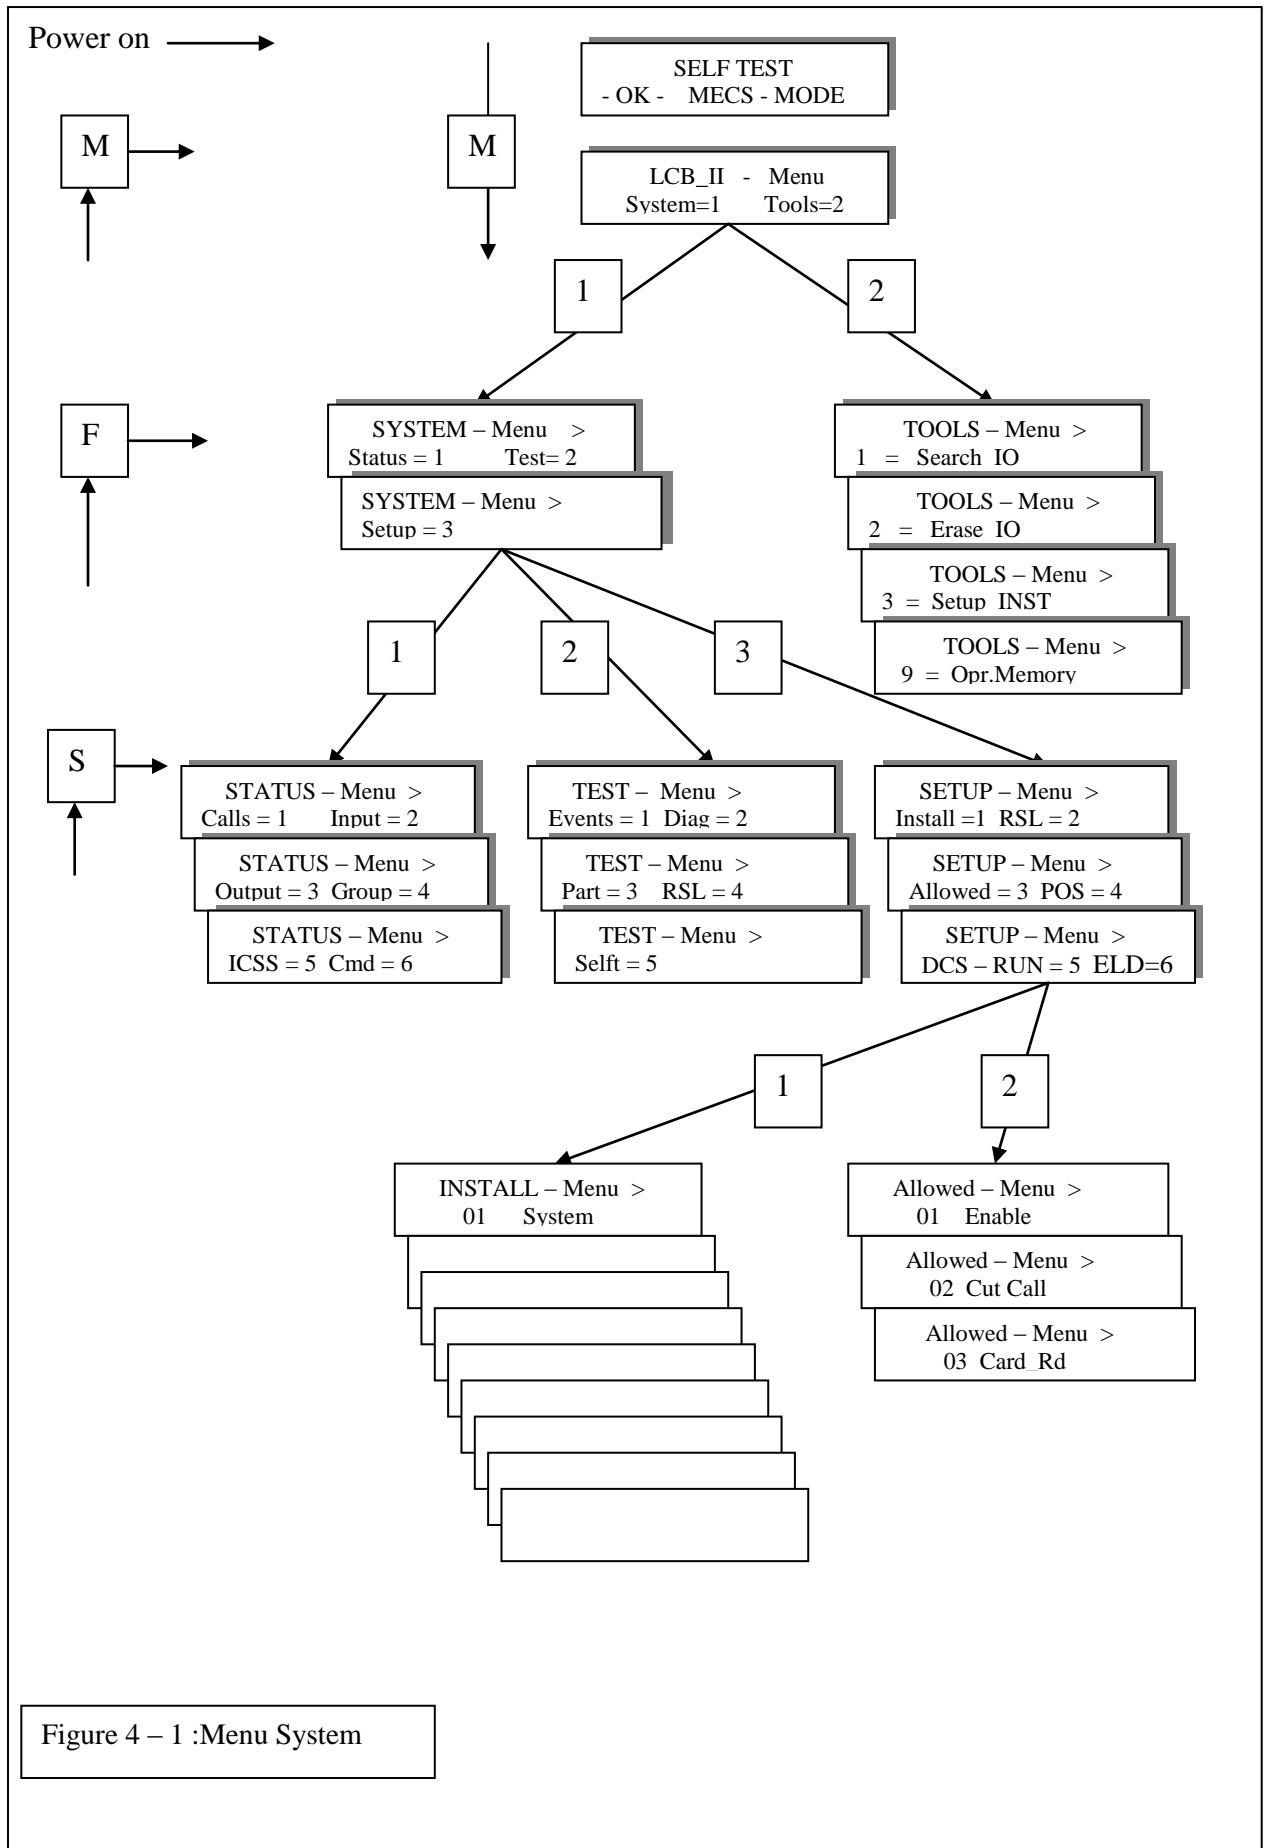 Power on
SELF TEST
- OK - MECS - MODE
M
M
LCB_II - Menu
System=1 Tools=2
1
2
F
SYSTEM – Menu >
Status = 1 Test= 2
SYSTEM – Menu >
Setup = 3
TOOLS – Menu >
1 = Search IO
TOOLS – Menu >
2 = Erase IO
TOOLS – Menu >
3 = Setup INST
TOOLS – Menu >
9 = Opr.Memory
1
2
3
S
STATUS – Menu >
Calls = 1 Input = 2
STATUS – Menu >
Output = 3 Group = 4
STATUS – Menu >
ICSS = 5 Cmd = 6
TEST – Menu >
Events = 1 Diag = 2
TEST – Menu >
Part = 3 RSL = 4
TEST – Menu >
Selft = 5
SETUP – Menu >
Install =1 RSL = 2
SETUP – Menu >
Allowed = 3 POS = 4
SETUP – Menu >
DCS – RUN = 5 ELD=6
1
2
INSTALL – Menu >
01 System
Allowed – Menu >
01 Enable
Allowed – Menu >
02 Cut Call
Allowed – Menu >
03 Card_Rd
Figure 4 – 1 :Menu System